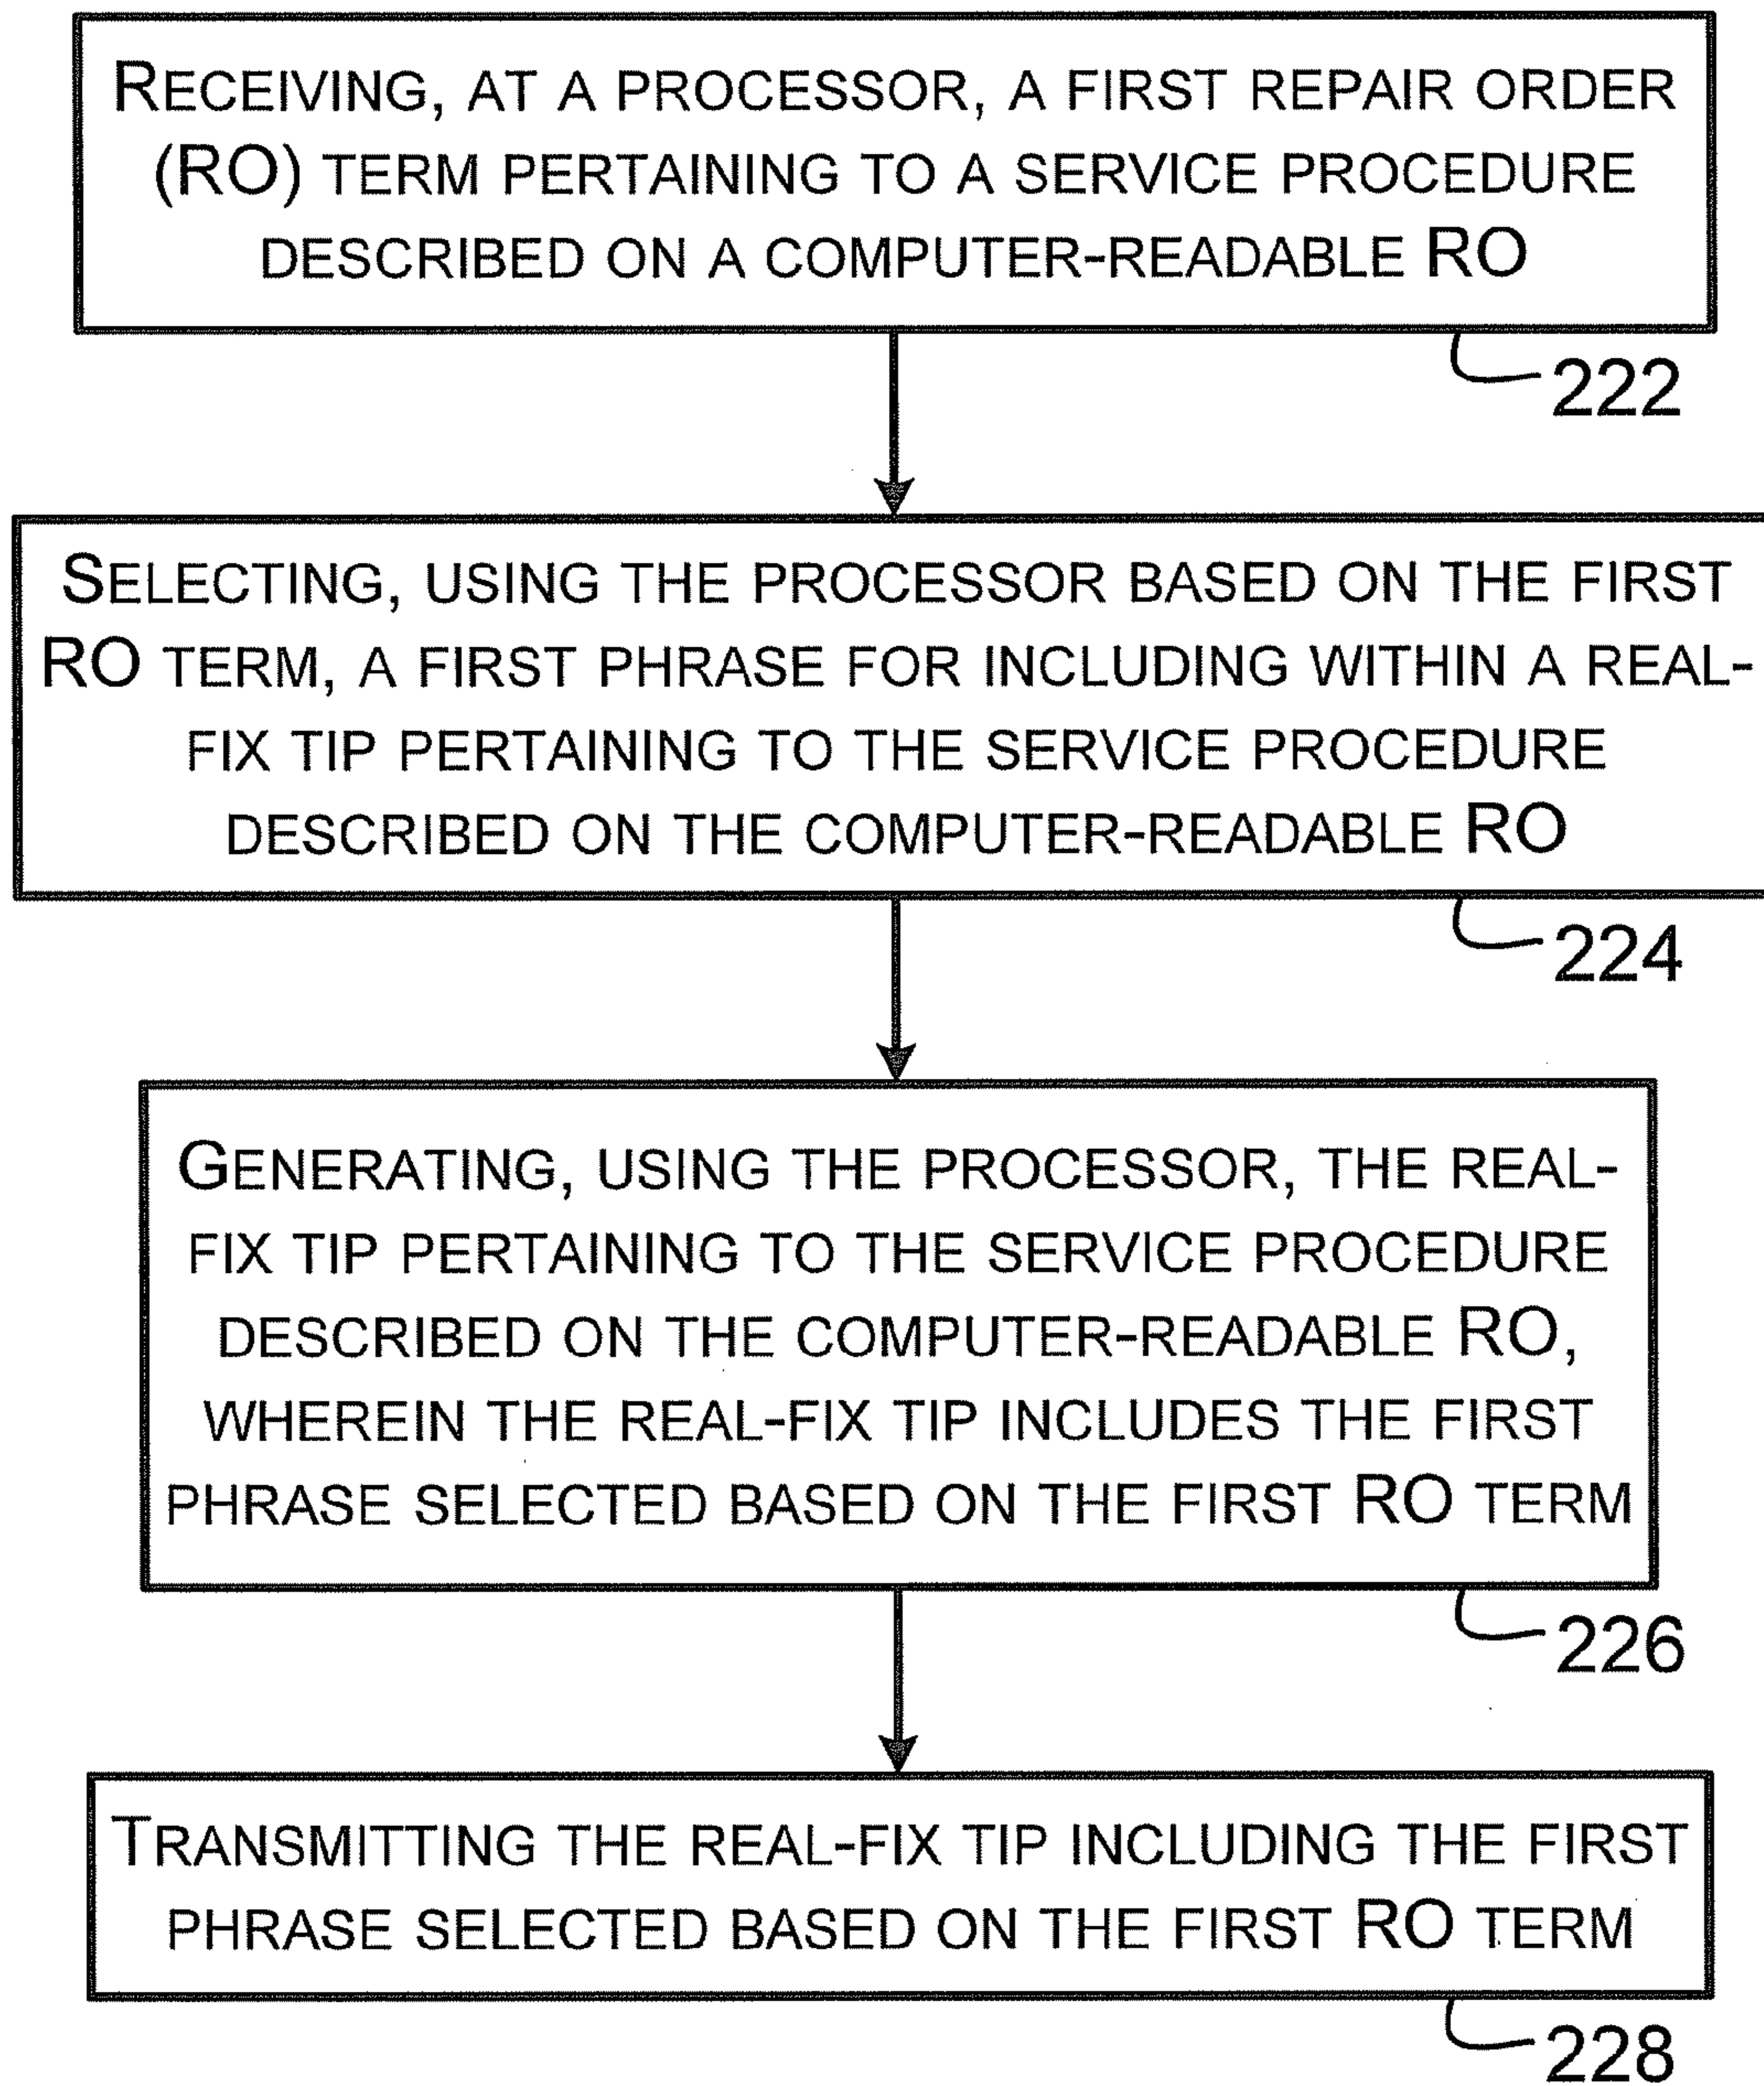 RECEIVING, AT A PROCESSOR, A FIRST REPAIR ORDER
(RO) TERM PERTAINING TO A SERVICE PROCEDURE
DESCRIBED ON A COMPUTER-READABLE RO
222
SELECTING, USING THE PROCESSOR BASED ON THE FIRST
RO TERM, A FIRST PHRASE FOR INCLUDING WITHIN A REAL-
FIX TIP PERTAINING TO THE SERVICE PROCEDURE
DESCRIBED ON THE COMPUTER-READABLE RO
224
GENERATING, USING THE PROCESSOR, THE REAL-
FIX TIP PERTAINING TO THE SERVICE PROCEDURE
DESCRIBED ON THE COMPUTER-READABLE RO,
WHEREIN THE REAL-FIX TIP INCLUDES THE FIRST
PHRASE SELECTED BASED ON THE FIRST RO TERM
226
TRANSMITTING THE REAL-FIX TIP INCLUDING THE FIRST
PHRASE SELECTED BASED ON THE FIRST RO TERM
228